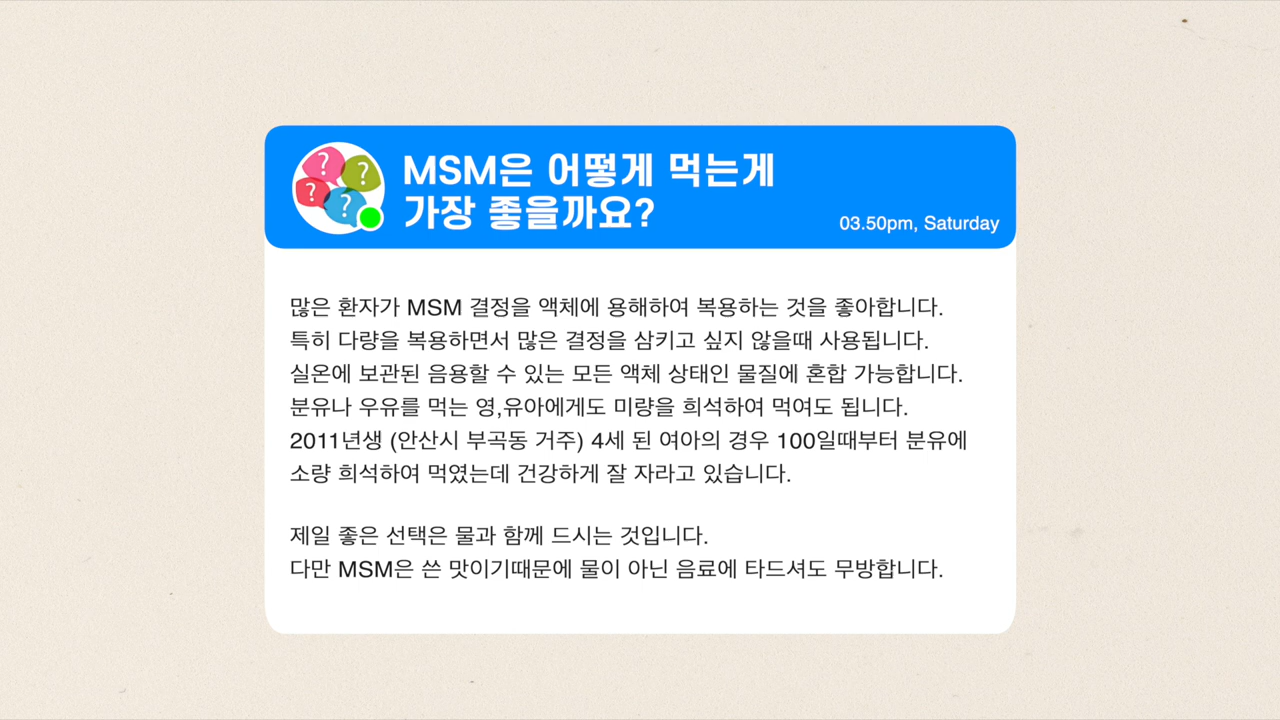 MSM은 어떻게 먹는게
가장 좋을까요?
03.50pm, Saturday
많은 환자가 MSM 결정을 액체에 용해하여 복용하는 것을 좋아합니다.
특히 다량을 복용하면서 많은 결정을 삼키고 싶지 않을때 사용됩니다.
실온에 보관된 음용할 수 있는 모든 액체 상태인 물질에 혼합 가능합니다.
분유나 우유를 먹는 영,유아에게도 미량을 희석하여 먹여도 됩니다.
2011년생 (안산시 부곡동 거주) 4세 된 여아의 경우 100일때부터 분유에
소량 희석하여 먹였는데 건강하게 잘 자라고 있습니다.
제일 좋은 선택은 물과 함께 드시는 것입니다.
다만 MSM은 쓴 맛이기때문에 물이 아닌 음료에 타드셔도 무방합니다.